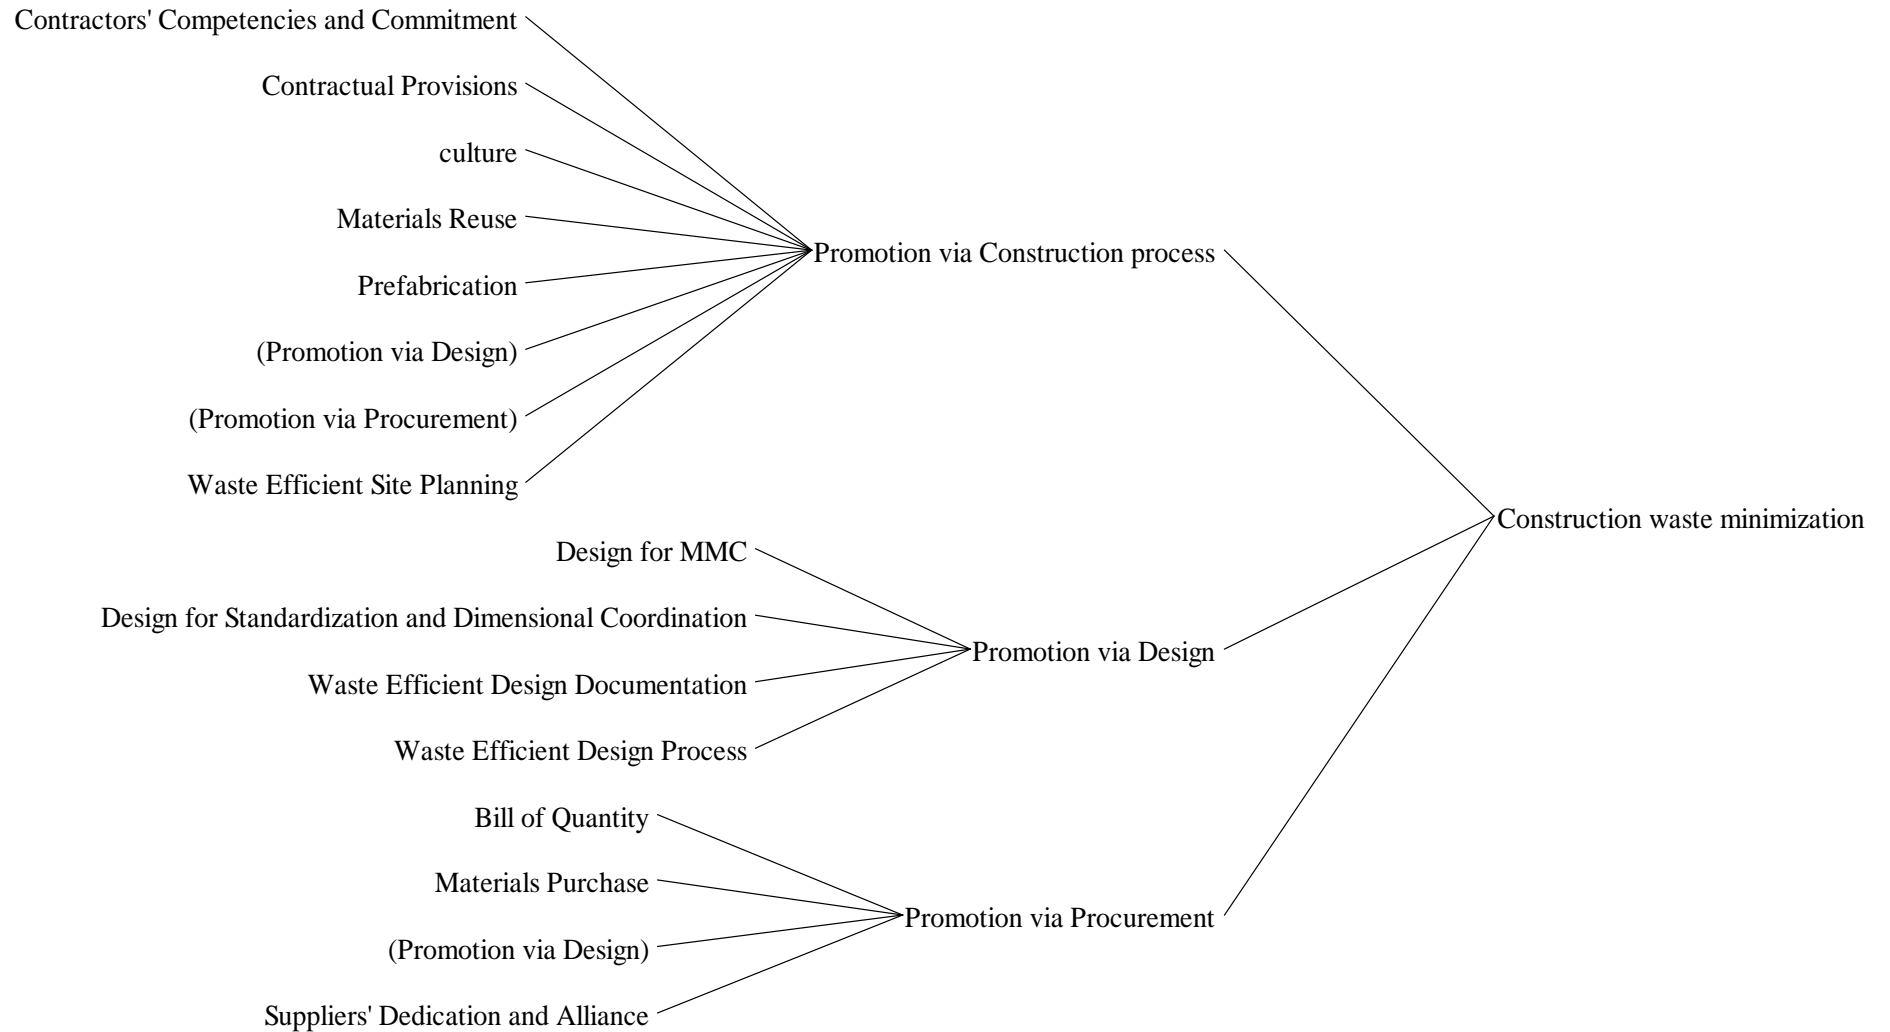 Contractors' Competencies and Commitment
Contractual Provisions
culture
Materials Reuse
Promotion via Construction process
Prefabrication
(Promotion via Design)
(Promotion via Procurement)
Waste Efficient Site Planning
Construction waste minimization
Design for MMC
Design for Standardization and Dimensional Coordination
Promotion via Design
Waste Efficient Design Documentation
Waste Efficient Design Process
Bill of Quantity
Materials Purchase
Promotion via Procurement
(Promotion via Design)
Suppliers' Dedication and Alliance